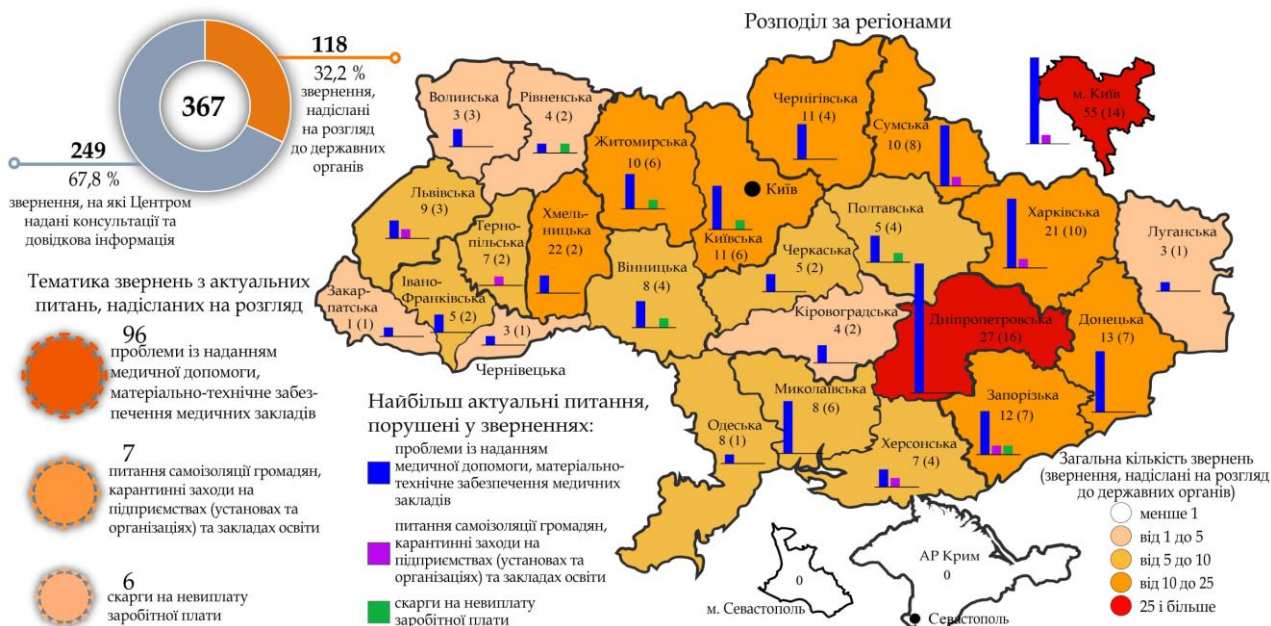 367
118
32,2 %
звернення,
надіслані
на розгляд
до державних
органів
249
67,8 %
звернення, на які Центром
надані консультації та
довідкова інформація
Тематика звернень з актуальних
питань, надісланих на розгляд
96
проблеми із наданням
медичної допомоги,
матеріально-технічне забез-
печення медичних закладів
7
питання самоізоляції громадян,
карантинні заходи на
підприємствах (установах та
організаціях) та закладах освіти
6
скарги на невиплату
заробітної плати
Розподіл за регіонами
Волинська
3 (3)
Рівненська
4 (2)
Житомирська
10 (6)
Чернігівська
11 (4)
Сумська
10 (8)
м. Київ
55 (14)
Київ
Київська
11 (6)
Львівська
9 (3)
Терно-
пільська
7 (2)
Хмель-
ницька
22 (2)
Вінницька
8 (4)
Черкаська
5 (2)
Полтавська
5 (4)
Харківська
21 (10)
Луганська
3 (1)
Закар-
патська
1 (1)
Івано-
Франківська
5 (2)
3 (1)
Чернівецька
Кіровоградська
4 (2)
Дніпропетровська
27 (16)
Донецька
13 (7)
Одеська
8 (1)
Миколаївська
8 (6)
Херсонська
7 (4)
Запорізька
12 (7)
0
м. Севастополь
АР Крим
0
Севастополь
Найбільш актуальні питання,
порушені у зверненнях:
проблеми із наданням
медичної допомоги, матеріально-
технічне забезпечення медичних
закладів
питання самоізоляції громадян,
карантинні заходи на
підприємствах (установах та
організаціях) та закладах освіти
скарги на невиплату
заробітної плати
Загальна кількість звернень
(звернення, надіслані на розгляд
до державних органів)
менше 1
від 1 до 5
від 5 до 10
від 10 до 25
25 і більше